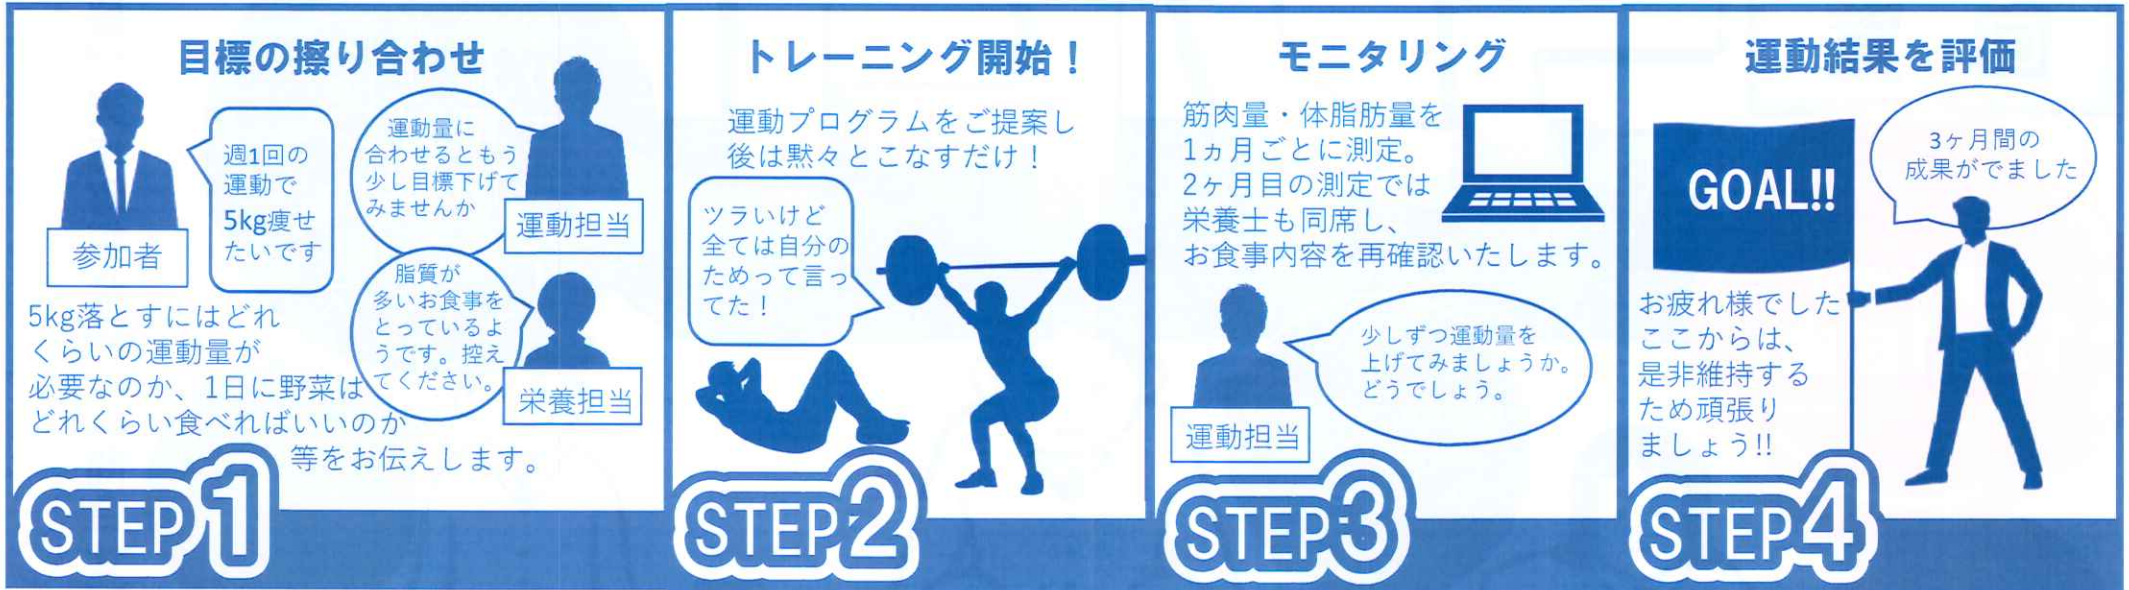 目標の擦り合わせ
週1回の
運動で
5kg痩せ
たいです
参加者
運動量に
合わせるともう
少し目標下げて
みませんか
運動担当
脂質が
多いお食事を
とっているよ
うです。控え
てください。
栄養担当
5kg落とすにはどれ
くらいの運動量が
必要なのか、1日に野菜は
どれくらい食べればいいのか
等をお伝えします。
STEP1
トレーニング開始！
運動プログラムをご提案し
後は黙々とこなすだけ！
ツラいけど
全ては自分の
ためって言っ
てた！
STEP2
モニタリング
筋肉量・体脂肪量を
1ヵ月ごとに測定。
2ヶ月目の測定では
栄養士も同席し、
お食事内容を再確認いたします。
少しずつ運動量を
上げてみましょうか。
どうでしょう。
運動担当
STEP3
運動結果を評価
3ヶ月間の
成果がでました
GOAL!!
お疲れ様でした
ここからは、
是非維持する
ため頑張り
ましょう!!
STEP4